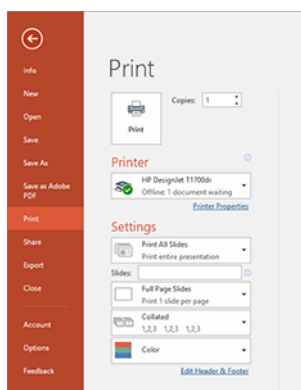 Print
Info
New
Open
Save
Save As
Save as Adobe
PDF
Print
Share
Export
Close
Account
Options
Feedback
Copies: 1
Print
Printer
HP DesignJet T1700dr
Offline: 1 document waiting
Printer Properties
Settings
Print All Slides
Print entire presentation
Slides:
Full Page Slides
Print 1 slide per page
Collated
1,2,3 1,2,3 1,2,3
Color
Edit Header & Footer